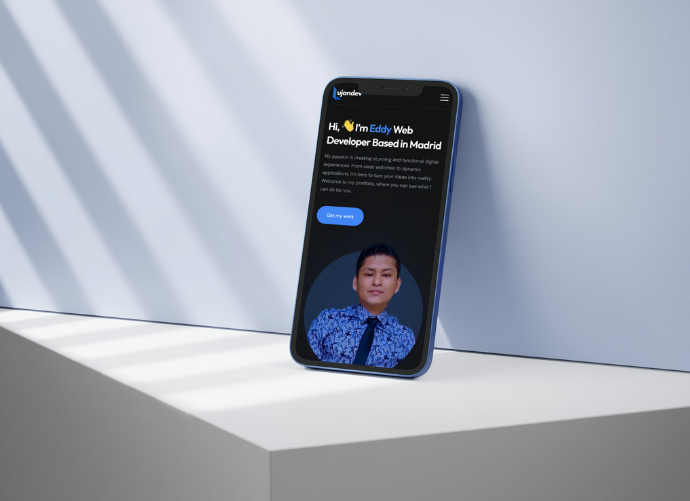 ujandev
Hi, 👋 I'm Eddy Web
Developer Based in Madrid
My passion is creating stunning and functional digital
experiences. From sleek websites to dynamic
applications, I'm here to turn your ideas into reality.
Welcome to my portfolio, where you can see what I
can do for you.
Get my work